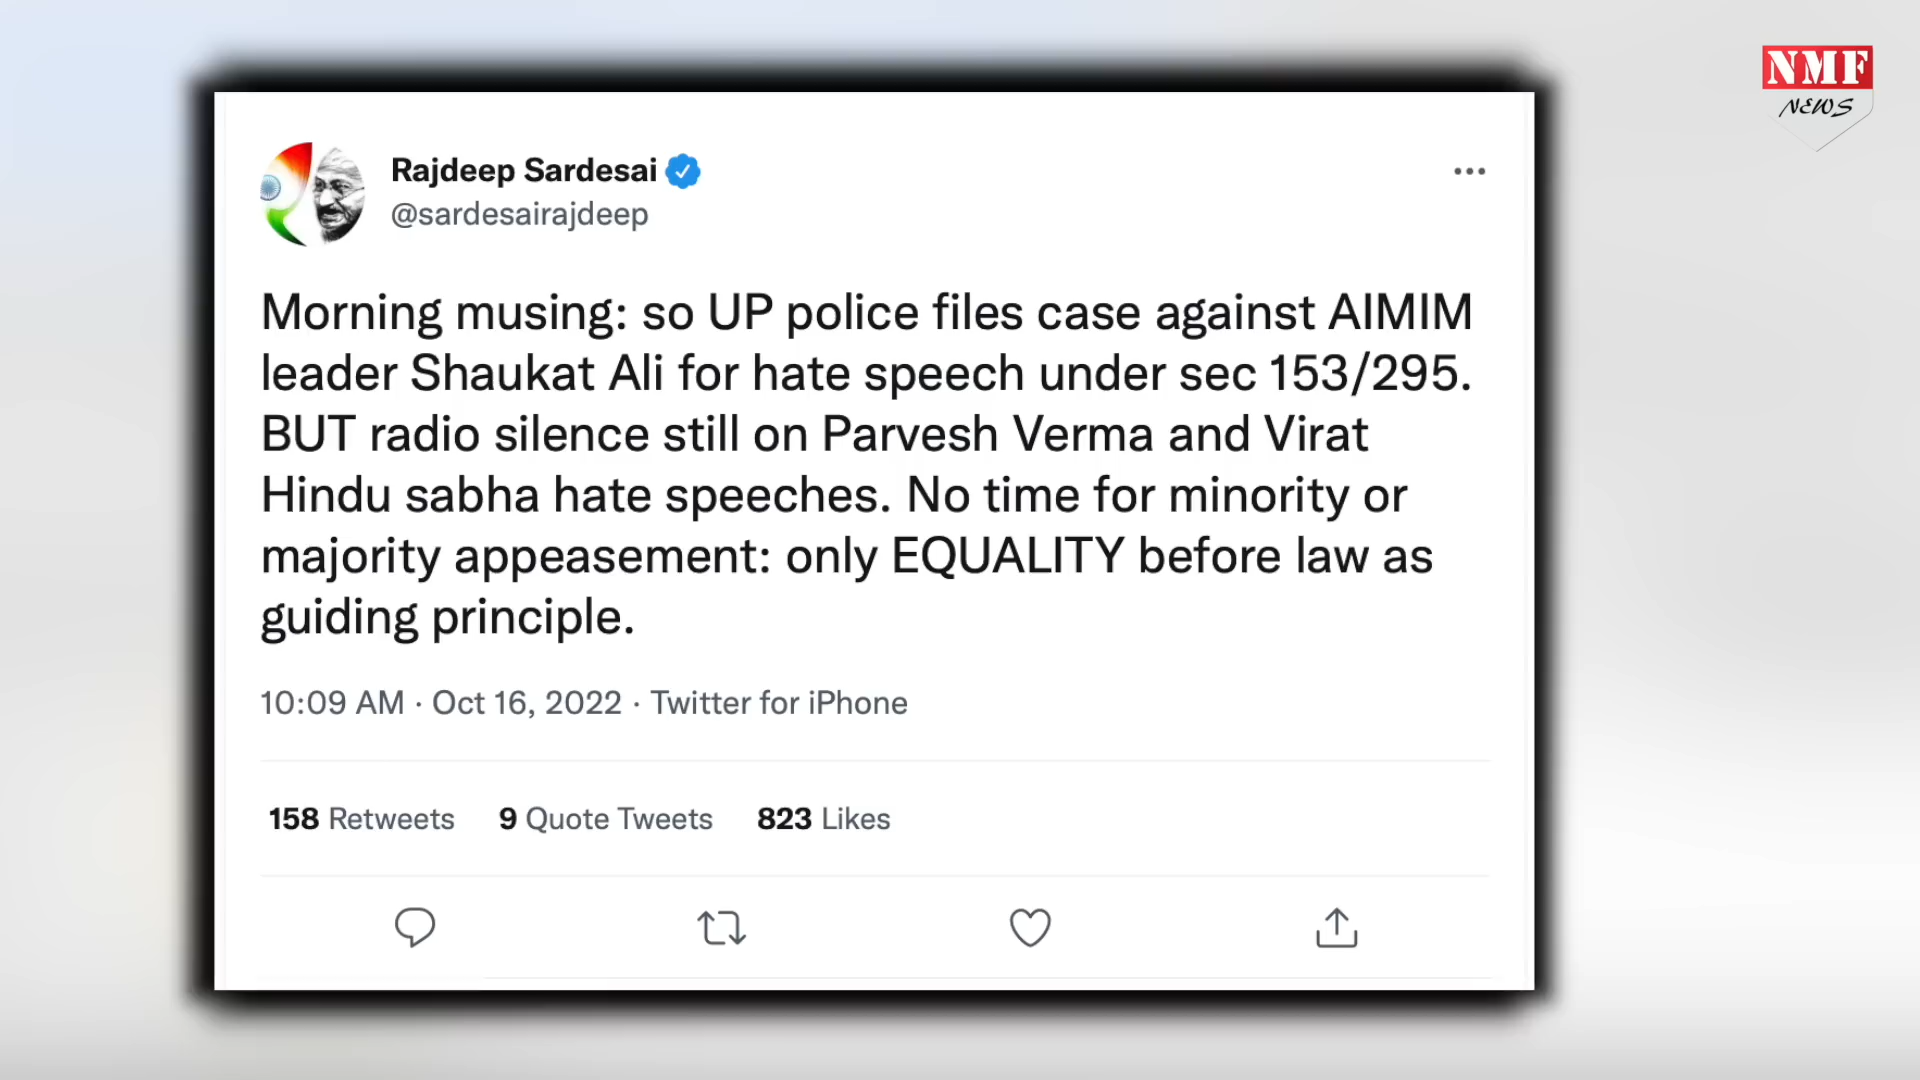 NMF
NEWS
Rajdeep Sardesai
@sardesairajdeep
Morning musing: so UP police files case against AIMIM
leader Shaukat Ali for hate speech under sec 153/295.
BUT radio silence still on Parvesh Verma and Virat
Hindu sabha hate speeches. No time for minority or
majority appeasement: only EQUALITY before law as
guiding principle.
10:09 AM · Oct 16, 2022 · Twitter for iPhone
158 Retweets 9 Quote Tweets 823 Likes